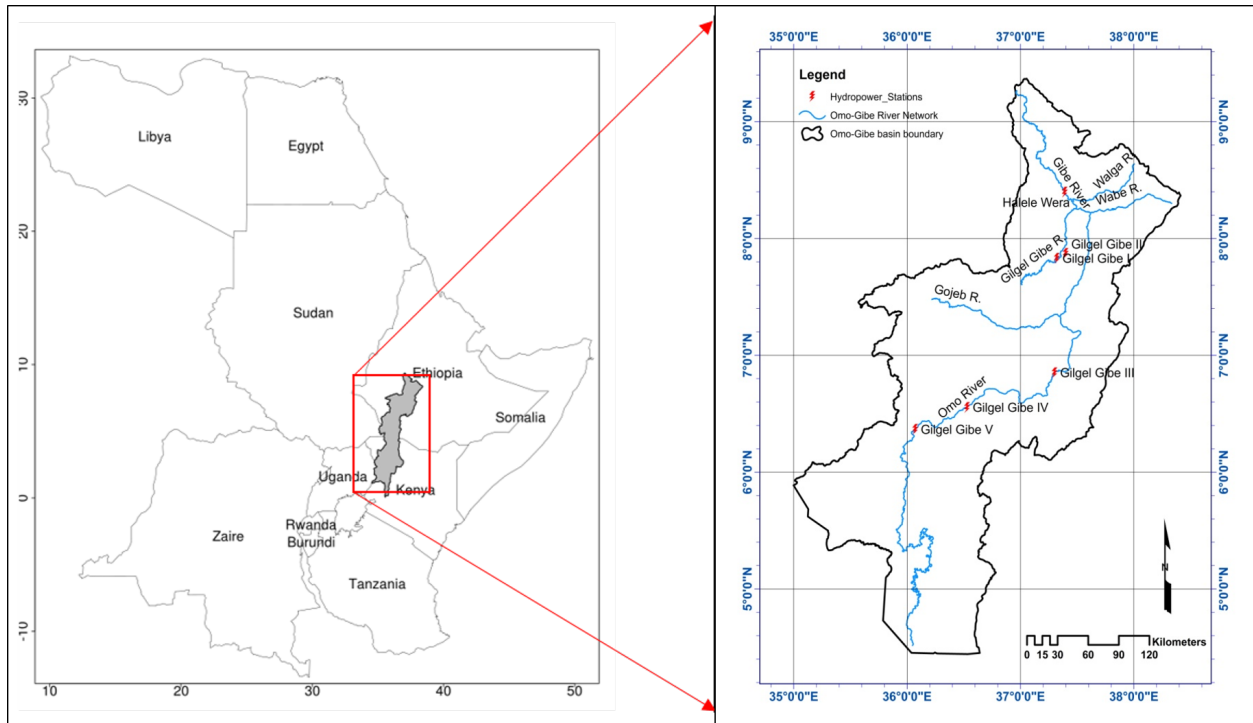 30
20
10
0
-10
10
20
30
40
50
Libya
Egypt
Sudan
Ethiopia
Somalia
Uganda
Kenya
Rwanda
Burundi
Zaire
Tanzania
35°0'0"E
36°0'0"E
37°0'0"E
38°0'0"E
Legend
Hydropower_Stations
Omo-Gibe River Network
Omo-Gibe basin boundary
9°0'0"N
8°0'0"N
7°0'0"N
6°0'0"N
5°0'0"N
9°0'0"N
8°0'0"N
7°0'0"N
6°0'0"N
5°0'0"N
Gibe River
Walga R.
Halele Wera
Wabe R.
Gilgel Gibe R.
Gilgel Gibe II
Gilgel Gibe I
Gojeb R.
Gilgel Gibe III
Omo River
Gilgel Gibe IV
Gilgel Gibe V
N
Kilometers
0 15 30 60 90 120
35°0'0"E
36°0'0"E
37°0'0"E
38°0'0"E